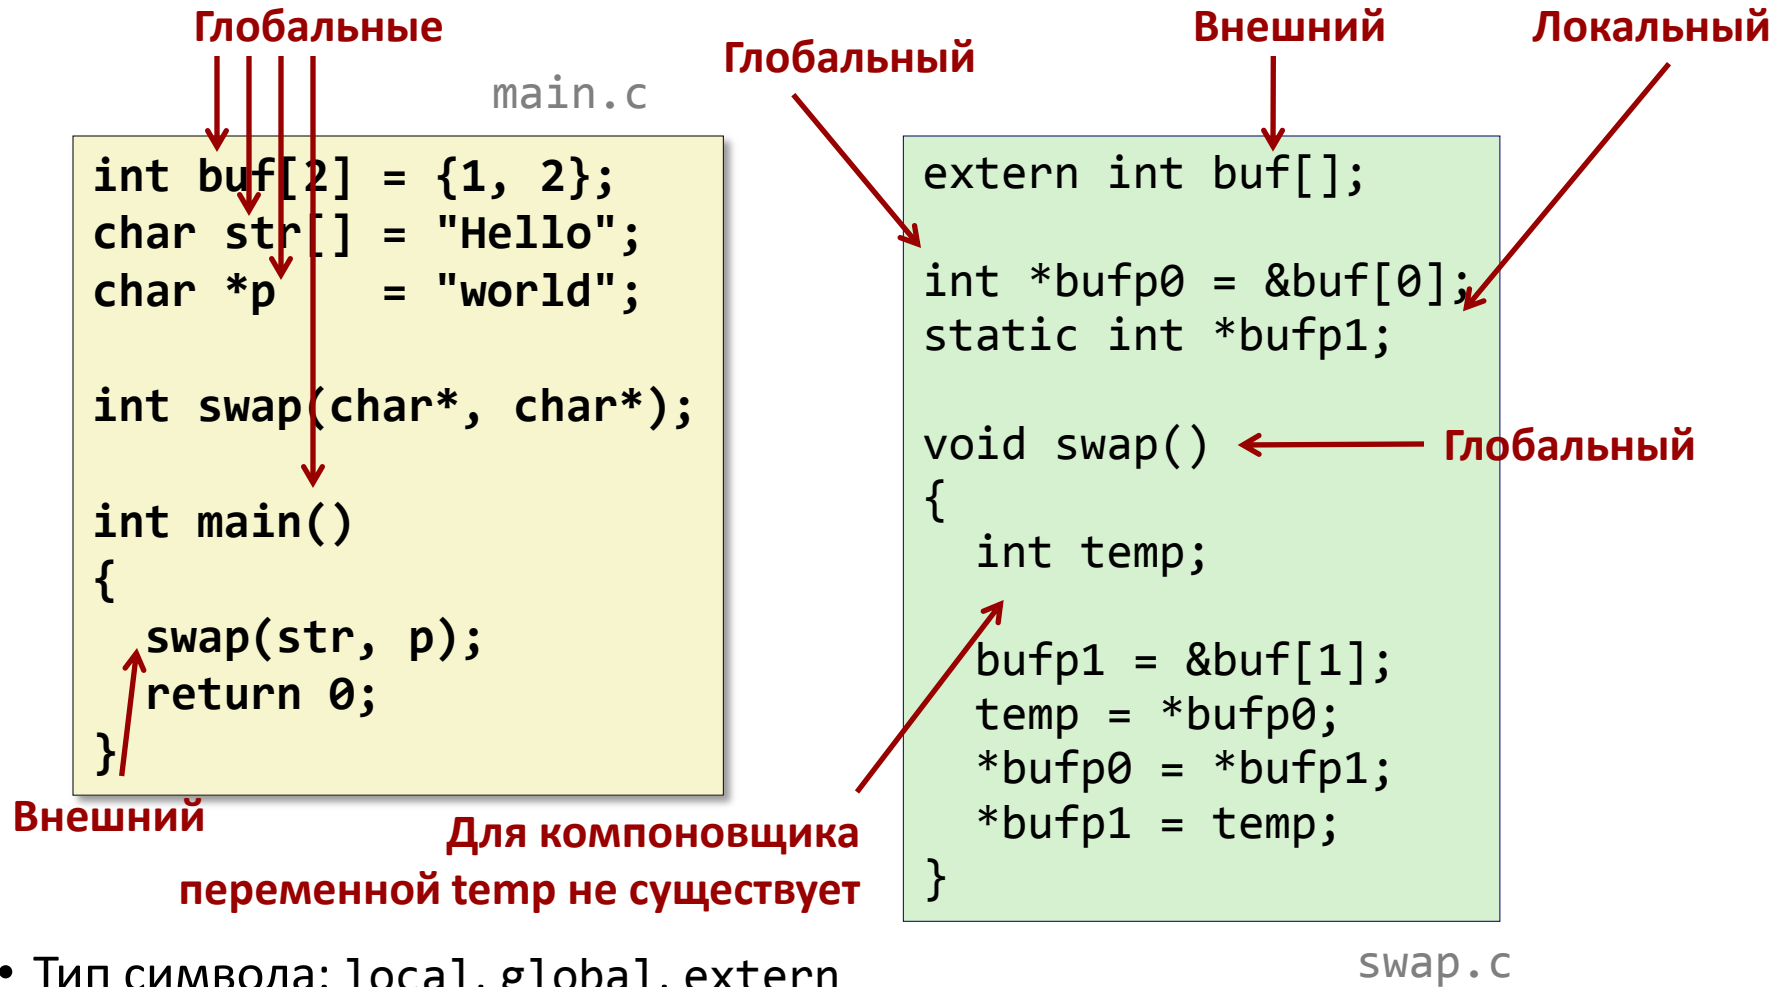 Глобальные
main.c
int buf[2] = {1, 2};
char str[] = "Hello";
char *p    = "world";
int swap(char*, char*);
int main()
{
  swap(str, p);
  return 0;
}
Внешний
Глобальный
Внешний
Локальный
extern int buf[];
int *bufp0 = &buf[0];
static int *bufp1;
void swap()
Глобальный
{
  int temp;
  bufp1 = &buf[1];
  temp = *bufp0;
  *bufp0 = *bufp1;
  *bufp1 = temp;
}
Для компоновщика
переменной temp не существует
swap.c
• Тип символа: local, global, extern